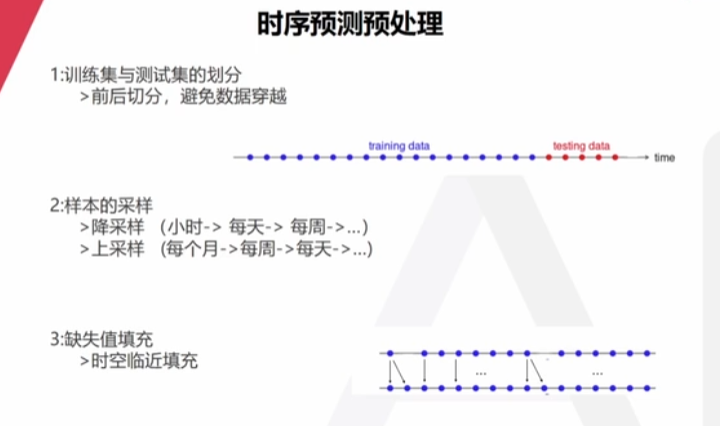 时序预测预处理
1:训练集与测试集的划分
>前后切分，避免数据穿越
training data
testing data
time
2:样本的采样
>降采样 （小时-> 每天-> 每周->...）
>上采样 （每个月->每周->每天->...）
3:缺失值填充
>时空临近填充
...
...